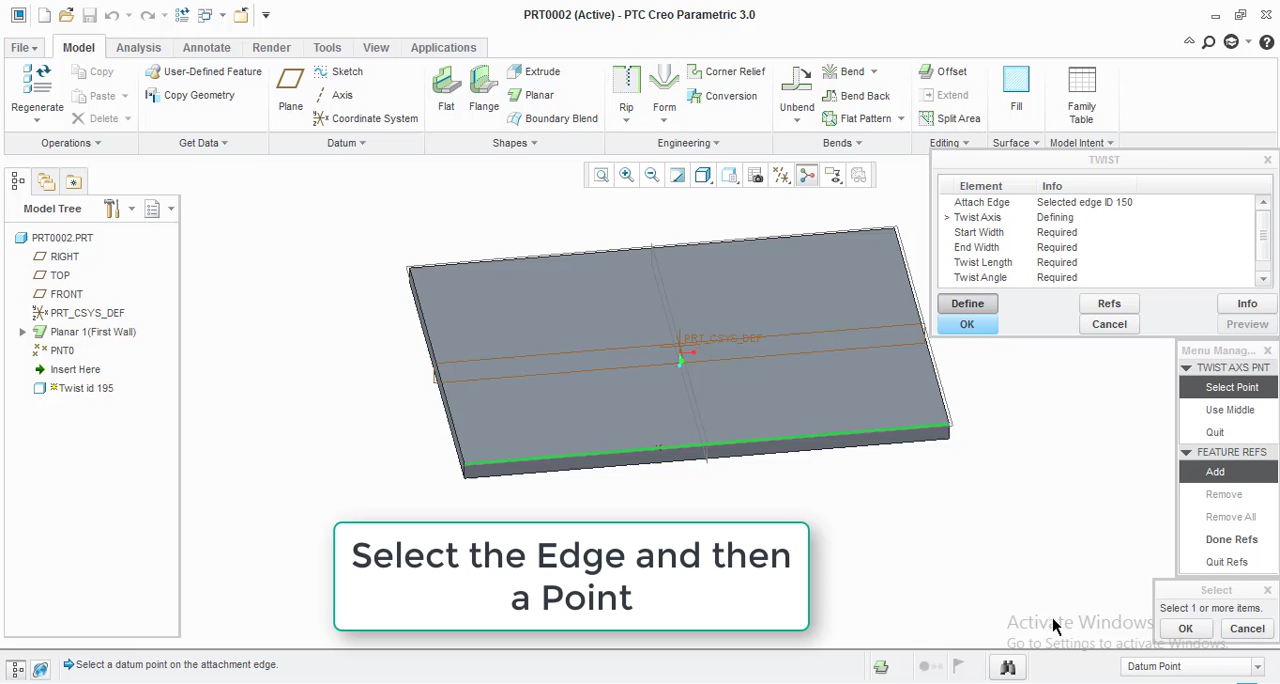 PRT0002 (Active) - PTC Creo Parametric 3.0
File Model Analysis Annotate Render Tools View Applications
Regenerate
Copy
Paste
Delete
Operations
User-Defined Feature
Copy Geometry
Get Data
Plane
Sketch
Axis
Coordinate System
Datum
Flat
Flange
Extrude
Planar
Boundary Blend
Shapes
Rip
Form
Corner Relief
Conversion
Engineering
Unbend
Bend
Bend Back
Flat Pattern
Bends
Offset
Extend
Split Area
Editing
Fill
Surface
Family
Table
Model Intent
Model Tree
PRT0002.PRT
RIGHT
TOP
FRONT
PRT_CSYS_DEF
Planar 1(First Wall)
PNT0
Insert Here
Twist id 195
PRT_CSYS_DEF
TWIST
Element Info
Attach Edge Selected edge ID 150
> Twist Axis Defining
Start Width Required
End Width Required
Twist Length Required
Twist Angle Required
Define Refs Info
OK Cancel Preview
Menu Manag...
TWIST AXS PNT
Select Point
Use Middle
Quit
FEATURE REFS
Add
Remove
Remove All
Done Refs
Quit Refs
Select
Select 1 or more items.
OK Cancel
Select the Edge and then
a Point
Activate Windows
Go to Settings to activate Windows.
Select a datum point on the attachment edge.
Datum Point